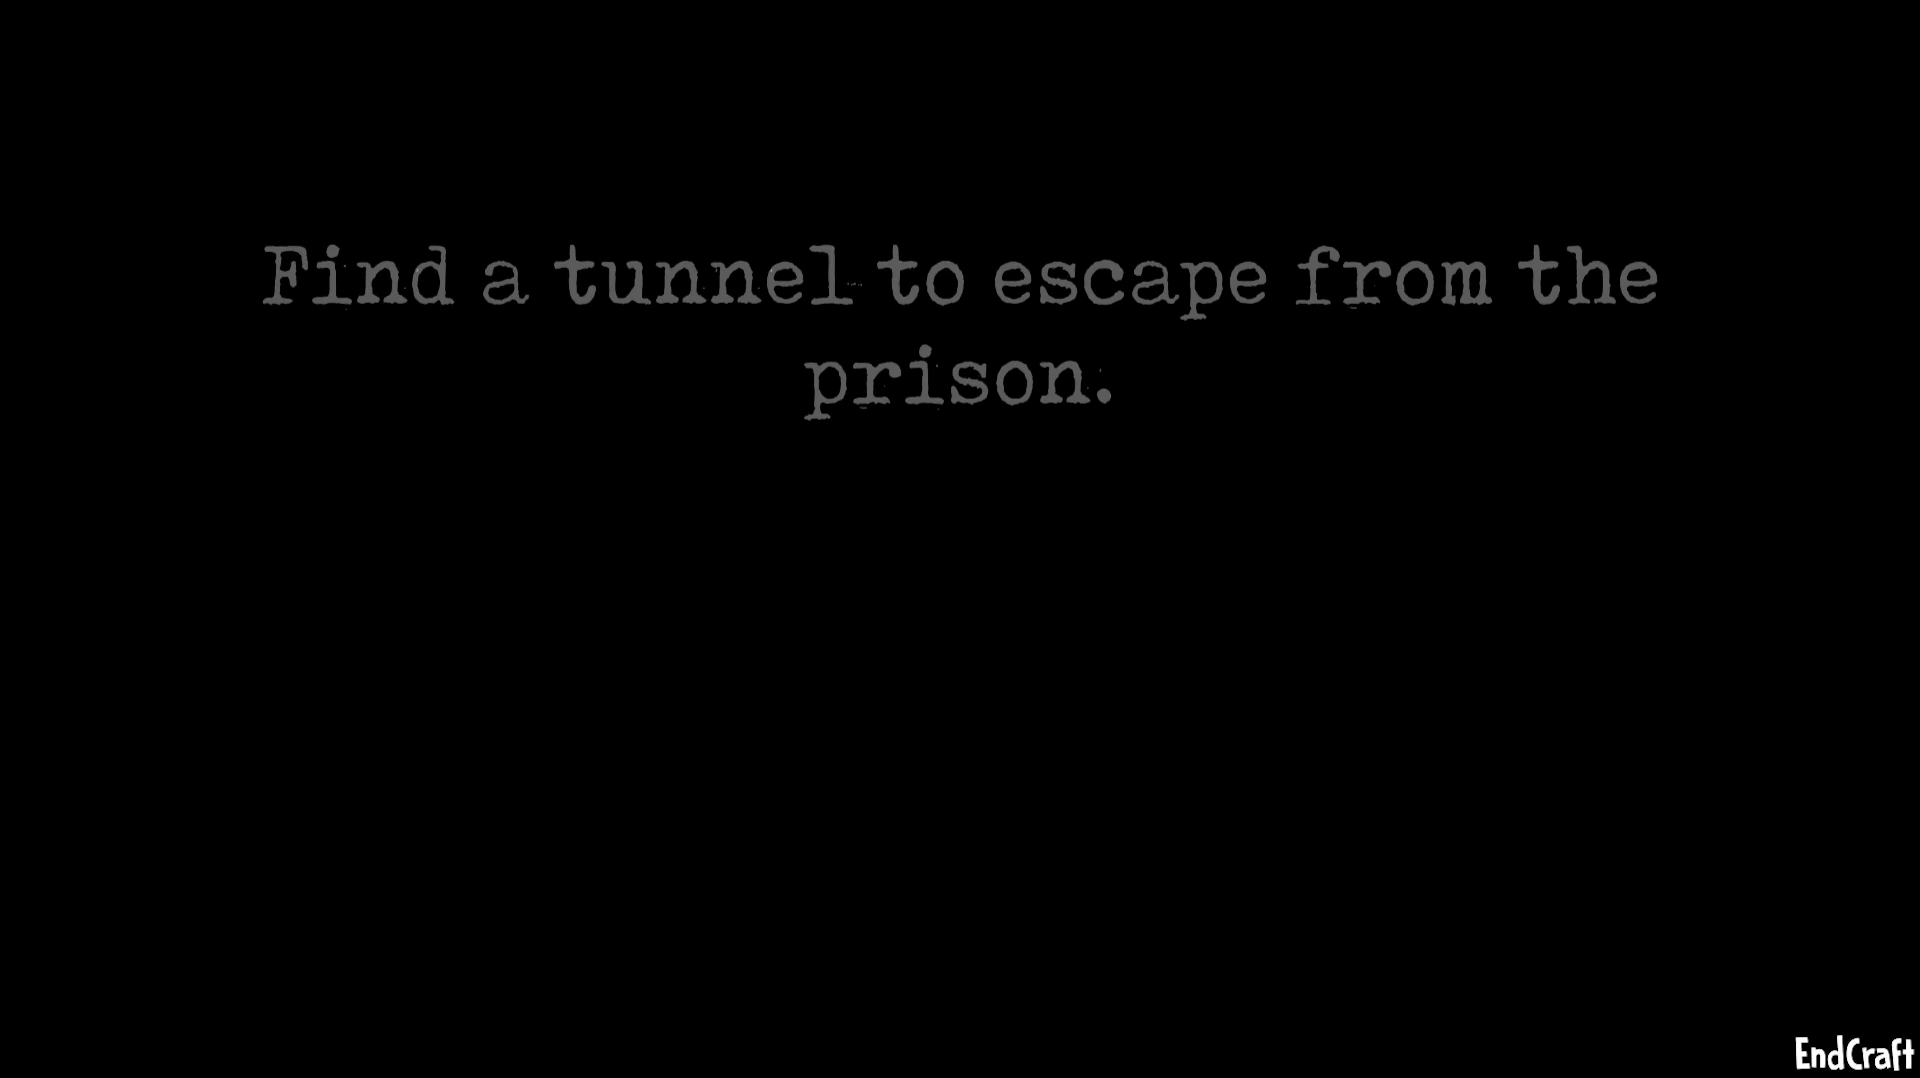 Find a tunnel to escape from the
prison.
EndCraft